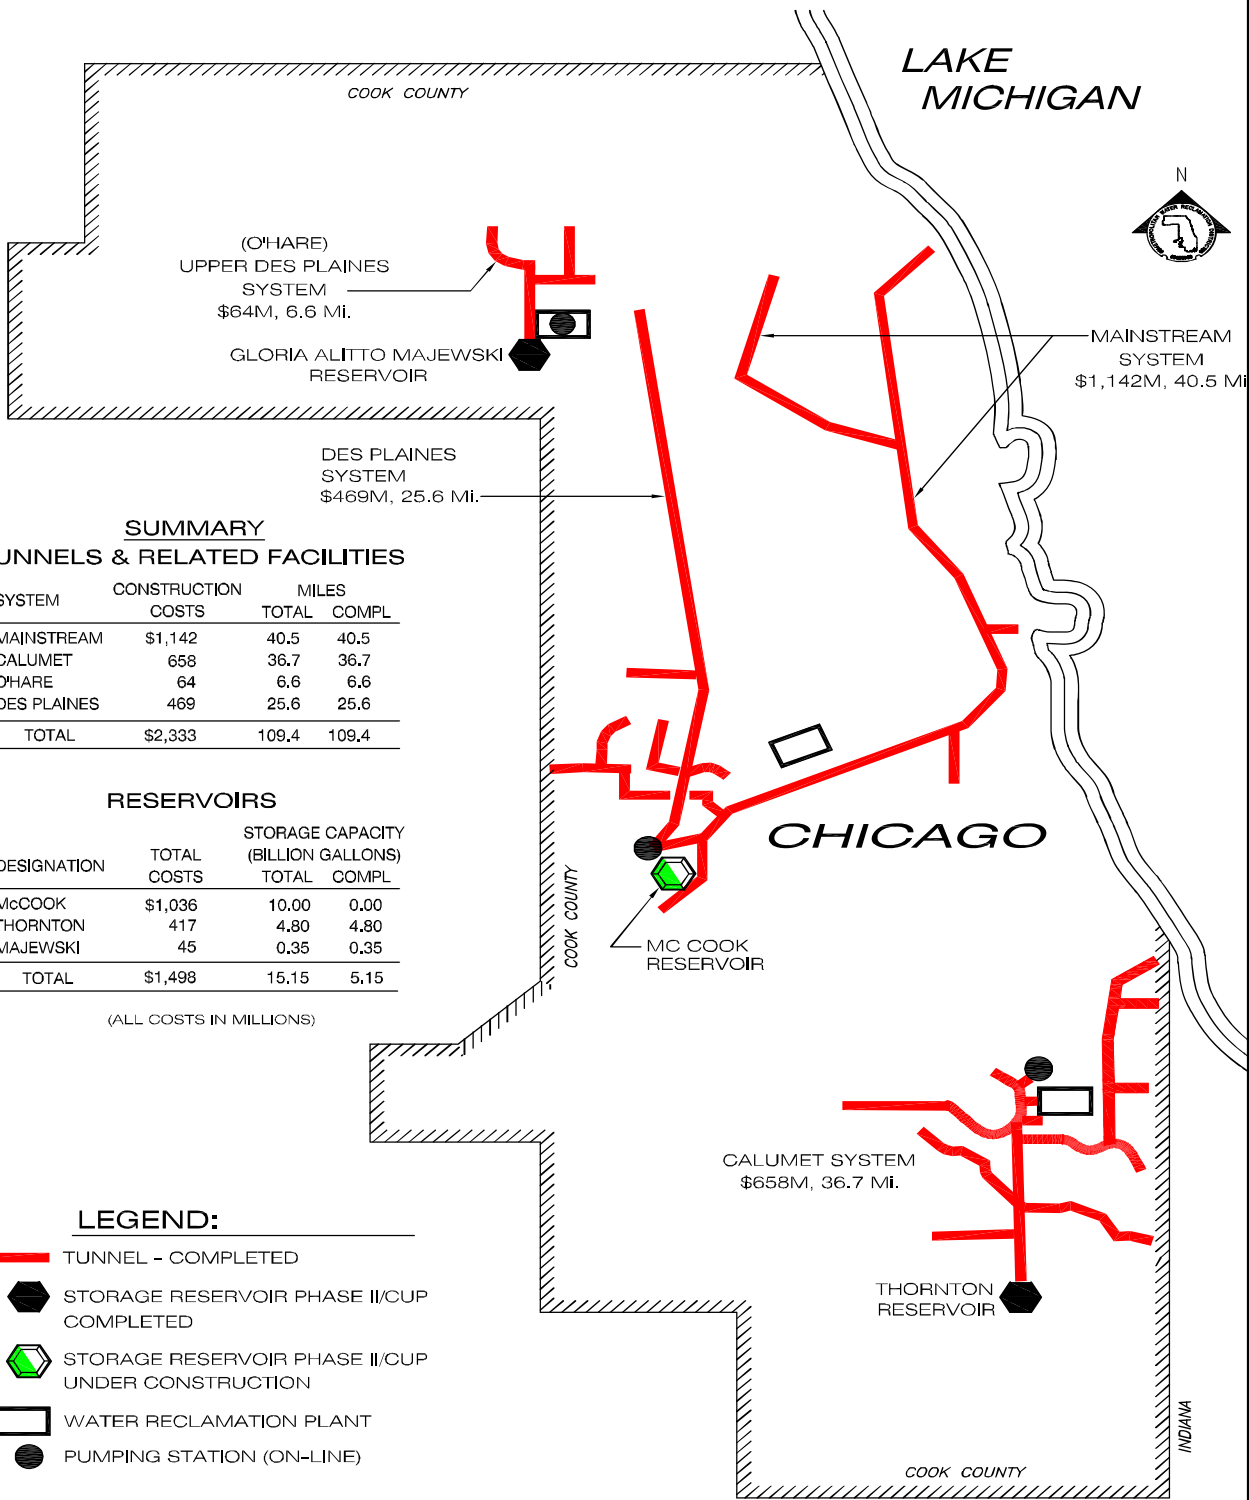 LAKE
MICHIGAN
COOK COUNTY
N
(O'HARE)
UPPER DES PLAINES
SYSTEM
$64M, 6.6 Mi.
GLORIA ALITTO MAJEWSKI
RESERVOIR
MAINSTREAM
SYSTEM
$1,142M, 40.5 Mi
DES PLAINES
SYSTEM
$469M, 25.6 Mi.
SUMMARY
UNNELS & RELATED FACILITIES
SYSTEM CONSTRUCTION COSTS MILES TOTAL COMPL
MAINSTREAM $1,142 40.5 40.5
CALUMET 658 36.7 36.7
O'HARE 64 6.6 6.6
DES PLAINES 469 25.6 25.6
TOTAL $2,333 109.4 109.4
RESERVOIRS
STORAGE CAPACITY
DESIGNATION TOTAL COSTS (BILLION GALLONS) TOTAL COMPL
McCOOK $1,036 10.00 0.00
THORNTON 417 4.80 4.80
MAJEWSKI 45 0.35 0.35
TOTAL $1,498 15.15 5.15
(ALL COSTS IN MILLIONS)
CHICAGO
COOK COUNTY
MC COOK
RESERVOIR
CALUMET SYSTEM
$658M, 36.7 Mi.
THORNTON
RESERVOIR
LEGEND:
TUNNEL - COMPLETED
STORAGE RESERVOIR PHASE II/CUP
COMPLETED
STORAGE RESERVOIR PHASE II/CUP
UNDER CONSTRUCTION
WATER RECLAMATION PLANT
PUMPING STATION (ON-LINE)
INDIANA
COOK COUNTY